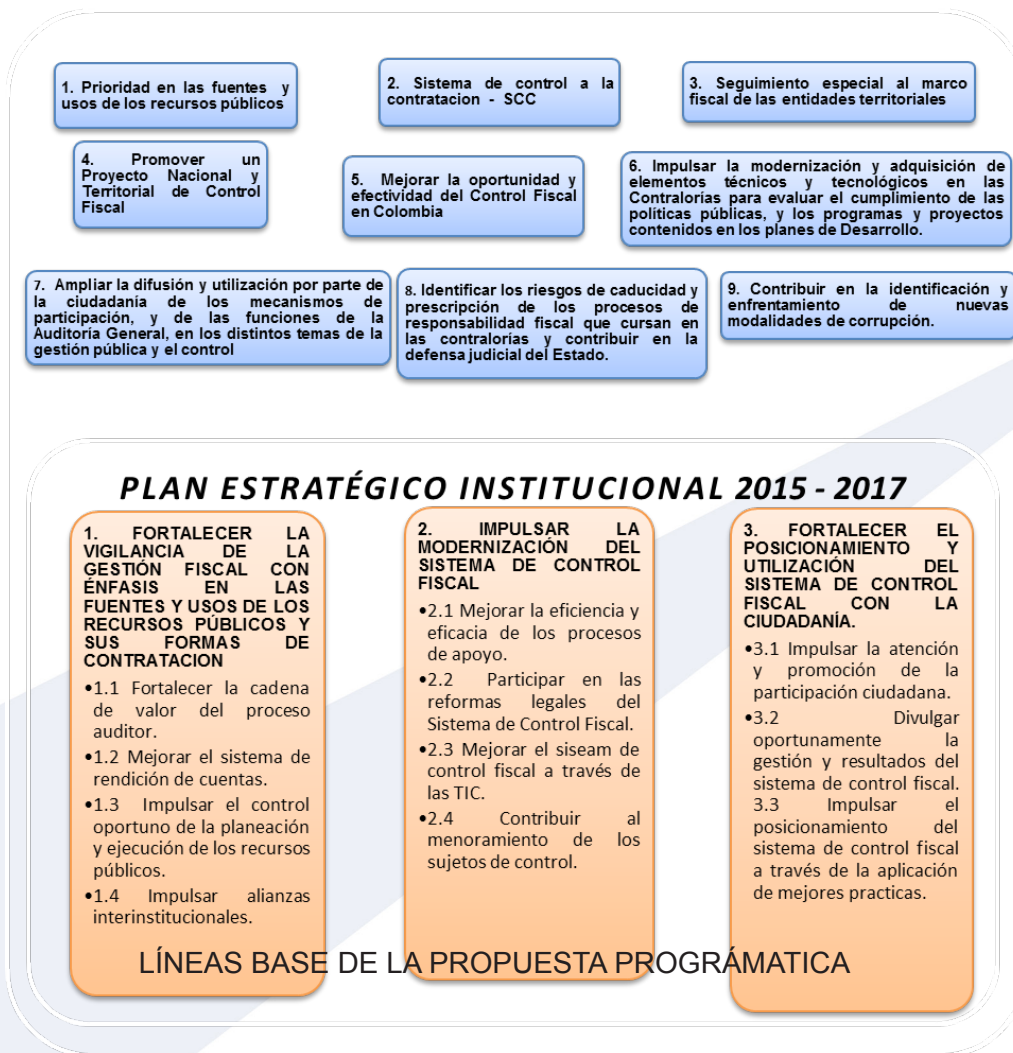 1. Prioridad en las fuentes y
usos de los recursos públicos
2. Sistema de control a la
contratacion - SCC
3. Seguimiento especial al marco
fiscal de las entidades territoriales
4. Promover un
Proyecto Nacional y
Territorial de Control
Fiscal
5. Mejorar la oportunidad y
efectividad del Control Fiscal
en Colombia
6. Impulsar la modernización y adquisición de
elementos técnicos y tecnológicos en las
Contralorías para evaluar el cumplimiento de las
políticas públicas, y los programas y proyectos
contenidos en los planes de Desarrollo.
7. Ampliar la difusión y utilización por parte de
la ciudadanía de los mecanismos de
participación, y de las funciones de la
Auditoría General, en los distintos temas de la
gestión pública y el control
8. Identificar los riesgos de caducidad y
prescripción de los procesos de
responsabilidad fiscal que cursan en
las contralorías y contribuir en la
defensa judicial del Estado.
9. Contribuir en la identificación y
enfrentamiento de nuevas
modalidades de corrupción.
PLAN ESTRATÉGICO INSTITUCIONAL 2015 - 2017
1. FORTALECER LA
VIGILANCIA DE LA
GESTIÓN FISCAL CON
ÉNFASIS EN LAS
FUENTES Y USOS DE LOS
RECURSOS PÚBLICOS Y
SUS FORMAS DE
CONTRATACION
•1.1 Fortalecer la cadena
de valor del proceso
auditor.
•1.2 Mejorar el sistema de
rendición de cuentas.
•1.3 Impulsar el control
oportuno de la planeación
y ejecución de los recursos
públicos.
•1.4 Impulsar alianzas
interinstitucionales.
2. IMPULSAR LA
MODERNIZACIÓN DEL
SISTEMA DE CONTROL
FISCAL
•2.1 Mejorar la eficiencia y
eficacia de los procesos
de apoyo.
•2.2 Participar en las
reformas legales del
Sistema de Control Fiscal.
•2.3 Mejorar el siseam de
control fiscal a través de
las TIC.
•2.4 Contribuir al
menoramiento de los
sujetos de control.
3. FORTALECER EL
POSICIONAMIENTO Y
UTILIZACIÓN DEL
SISTEMA DE CONTROL
FISCAL CON LA
CIUDADANÍA.
•3.1 Impulsar la atención
y promoción de la
participación ciudadana.
•3.2 Divulgar
oportunamente la
gestión y resultados del
sistema de control fiscal.
3.3 Impulsar el
posicionamiento del
sistema de control fiscal
a través de la aplicación
de mejores practicas.
LÍNEAS BASE DE LA PROPUESTA PROGRÁMATICA